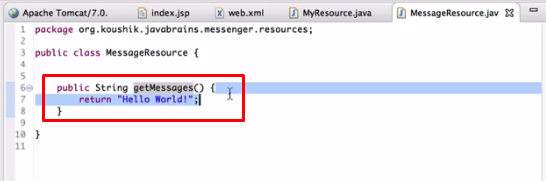 Apache Tomcat/7.0. index.jsp web.xml MyResource.java MessageResource.jav
1 package org.koushik.javabrains.messenger.resources;
2
3 public class MessageResource {
4
5
6 public String getMessages() {
7 return "Hello World!";
8 }
9
10 }
11